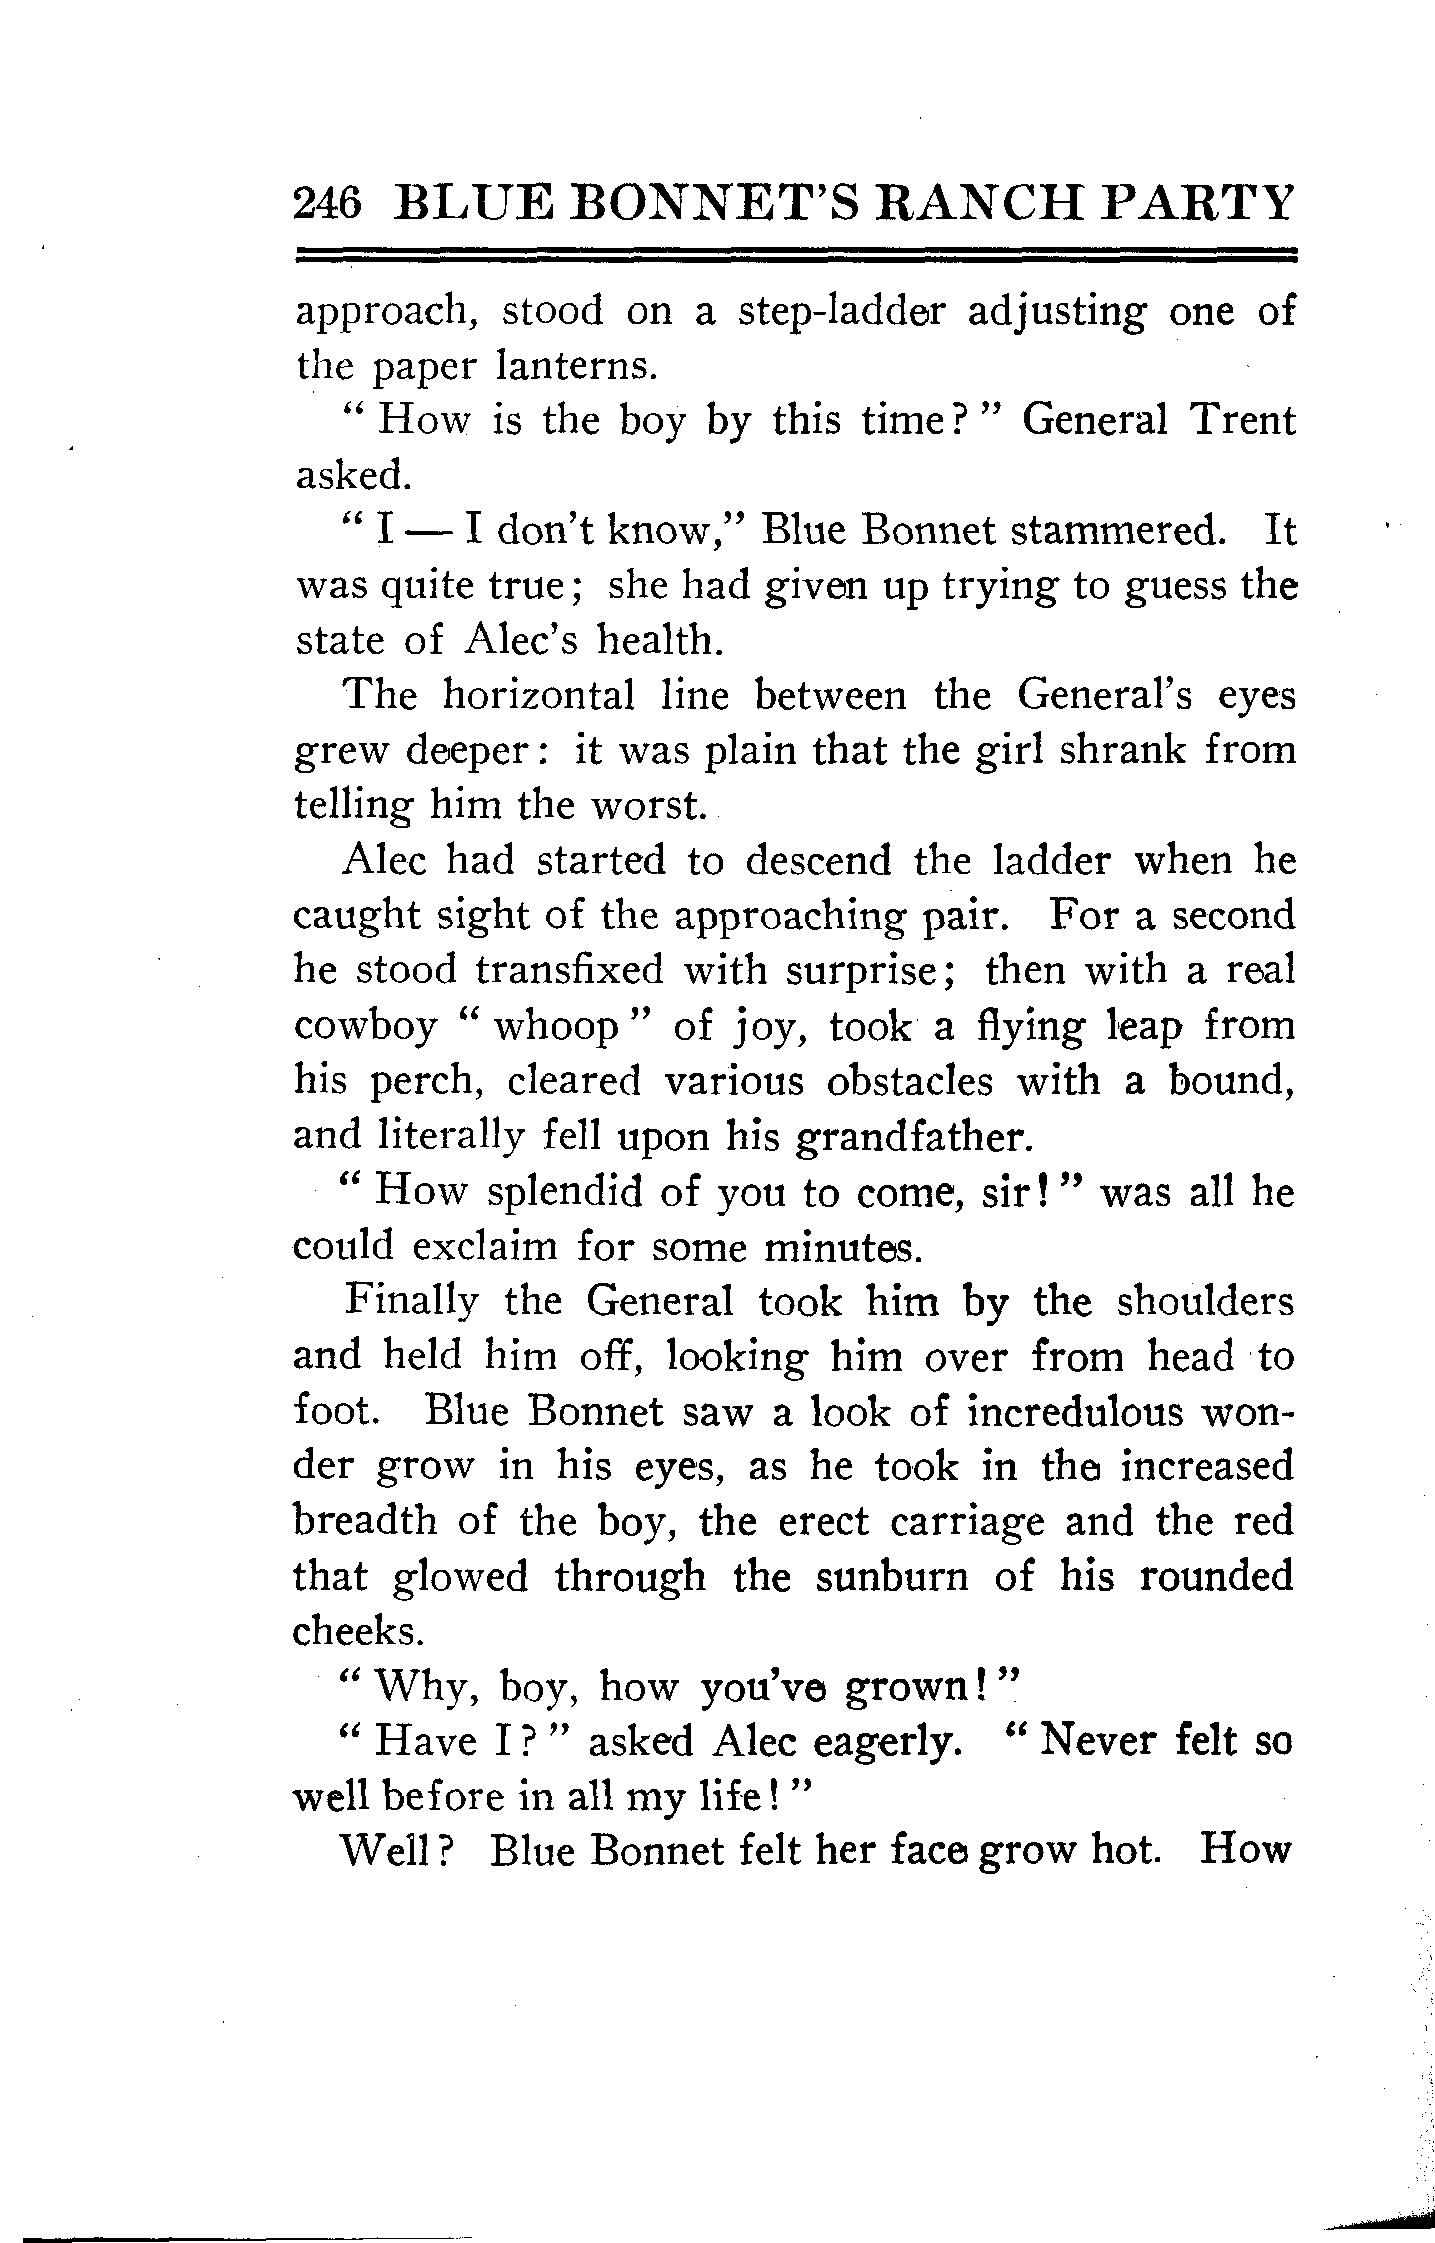 246 BLUE BONNET'S RANCH PARTY
approach, stood on a step-ladder adjusting one of
the paper lanterns.
" How is the boy by this time? " General Trent
asked.
" I — I don't know," Blue Bonnet stammered. It
was quite true; she had given up trying to guess the
state of Alec's health.
The horizontal line between the General's eyes
grew deeper: it was plain that the girl shrank from
telling him the worst.
Alec had started to descend the ladder when he
caught sight of the approaching pair. For a second
he stood transfixed with surprise; then with a real
cowboy " whoop " of joy, took a flying leap from
his perch, cleared various obstacles with a bound,
and literally fell upon his grandfather.
" How splendid of you to come, sir! " was all he
could exclaim for some minutes.
Finally the General took him by the shoulders
and held him off, looking him over from head to
foot. Blue Bonnet saw a look of incredulous won-
der grow in his eyes, as he took in the increased
breadth of the boy, the erect carriage and the red
that glowed through the sunburn of his rounded
cheeks.
" Why, boy, how you've grown! "
" Have I? " asked Alec eagerly. " Never felt so
well before in all my life! "
Well? Blue Bonnet felt her face grow hot. How